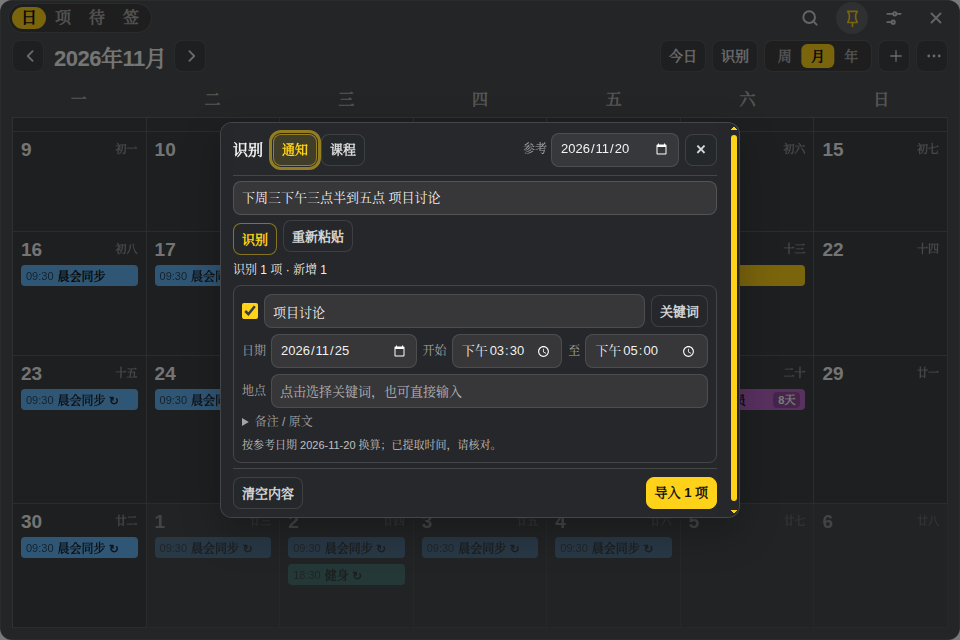 日 项 待 签
2026年11月
今日 识别 周 月 年
一 二 三 四 五 六 日
9 初一 10 初六 15 初七
16 初八 17 十三 22 十四
09:30 晨会同步 09:30 晨会同
23 十五 24 二十 29 廿一
09:30 晨会同步 ↻ 09:30 晨会同 8天
30 廿二 1 廿三 2 廿四 3 廿五 4 廿六 5 廿七 6 廿八
09:30 晨会同步 ↻ 09:30 晨会同步 ↻ 09:30 晨会同步 ↻ 09:30 晨会同步 ↻ 09:30 晨会同步 ↻
18:30 健身 ↻
识别 通知 课程 参考 2026/11/20
下周三下午三点半到五点 项目讨论
识别 重新粘贴
识别 1 项 · 新增 1
项目讨论 关键词
日期 2026/11/25 开始 下午03:30 至 下午05:00
地点 点击选择关键词，也可直接输入
备注 / 原文
按参考日期 2026-11-20 换算；已提取时间，请核对。
清空内容 导入 1 项